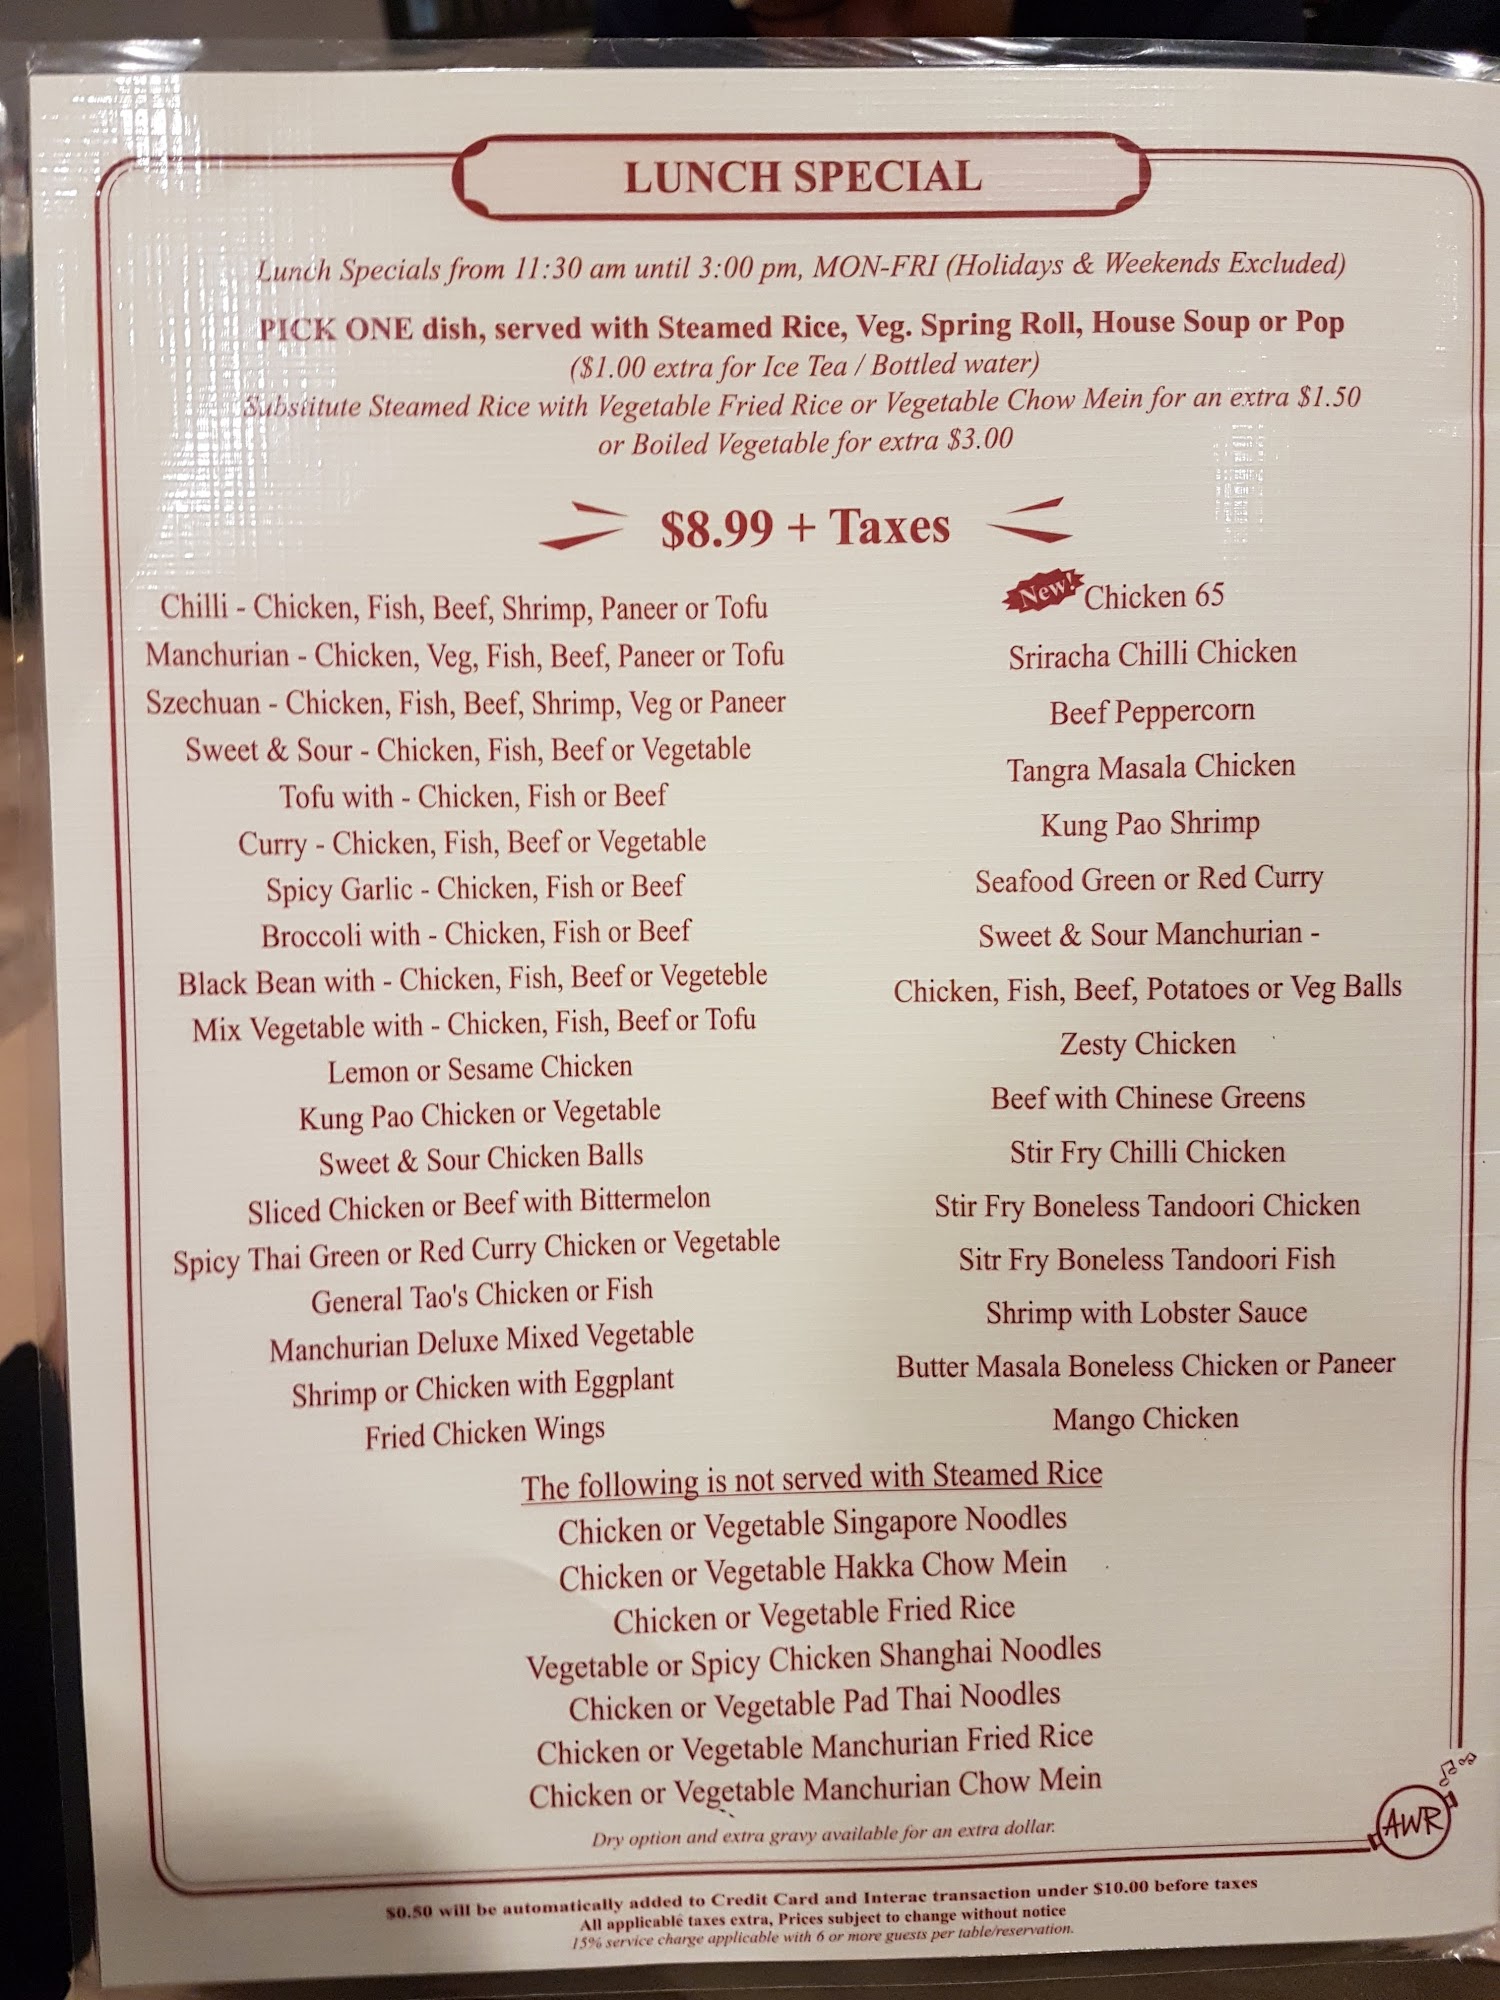 LUNCH SPECIAL
Lunch Specials from 11:30 am until 3:00 pm, MON-FRI (Holidays & Weekends Excluded)
PICK ONE dish, served with Steamed Rice, Veg. Spring Roll, House Soup or Pop
($1.00 extra for Ice Tea / Bottled water)
Substitute Steamed Rice with Vegetable Fried Rice or Vegetable Chow Mein for an extra $1.50
or Boiled Vegetable for extra $3.00
$8.99 + Taxes
Chilli - Chicken, Fish, Beef, Shrimp, Paneer or Tofu
Manchurian - Chicken, Veg, Fish, Beef, Paneer or Tofu
Szechuan - Chicken, Fish, Beef, Shrimp, Veg or Paneer
Sweet & Sour - Chicken, Fish, Beef or Vegetable
Tofu with - Chicken, Fish or Beef
Curry - Chicken, Fish, Beef or Vegetable
Spicy Garlic - Chicken, Fish or Beef
Broccoli with - Chicken, Fish or Beef
Black Bean with - Chicken, Fish, Beef or Vegeteble
Mix Vegetable with - Chicken, Fish, Beef or Tofu
Lemon or Sesame Chicken
Kung Pao Chicken or Vegetable
Sweet & Sour Chicken Balls
Sliced Chicken or Beef with Bittermelon
Spicy Thai Green or Red Curry Chicken or Vegetable
General Tao's Chicken or Fish
Manchurian Deluxe Mixed Vegetable
Shrimp or Chicken with Eggplant
Fried Chicken Wings
New! Chicken 65
Sriracha Chilli Chicken
Beef Peppercorn
Tangra Masala Chicken
Kung Pao Shrimp
Seafood Green or Red Curry
Sweet & Sour Manchurian -
Chicken, Fish, Beef, Potatoes or Veg Balls
Zesty Chicken
Beef with Chinese Greens
Stir Fry Chilli Chicken
Stir Fry Boneless Tandoori Chicken
Sitr Fry Boneless Tandoori Fish
Shrimp with Lobster Sauce
Butter Masala Boneless Chicken or Paneer
Mango Chicken
The following is not served with Steamed Rice
Chicken or Vegetable Singapore Noodles
Chicken or Vegetable Hakka Chow Mein
Chicken or Vegetable Fried Rice
Vegetable or Spicy Chicken Shanghai Noodles
Chicken or Vegetable Pad Thai Noodles
Chicken or Vegetable Manchurian Fried Rice
Chicken or Vegetable Manchurian Chow Mein
Dry option and extra gravy available for an extra dollar.
AWR
$0.50 will be automatically added to Credit Card and Interac transaction under $10.00 before taxes
All applicable taxes extra, Prices subject to change without notice
15% service charge applicable with 6 or more guests per table/reservation.